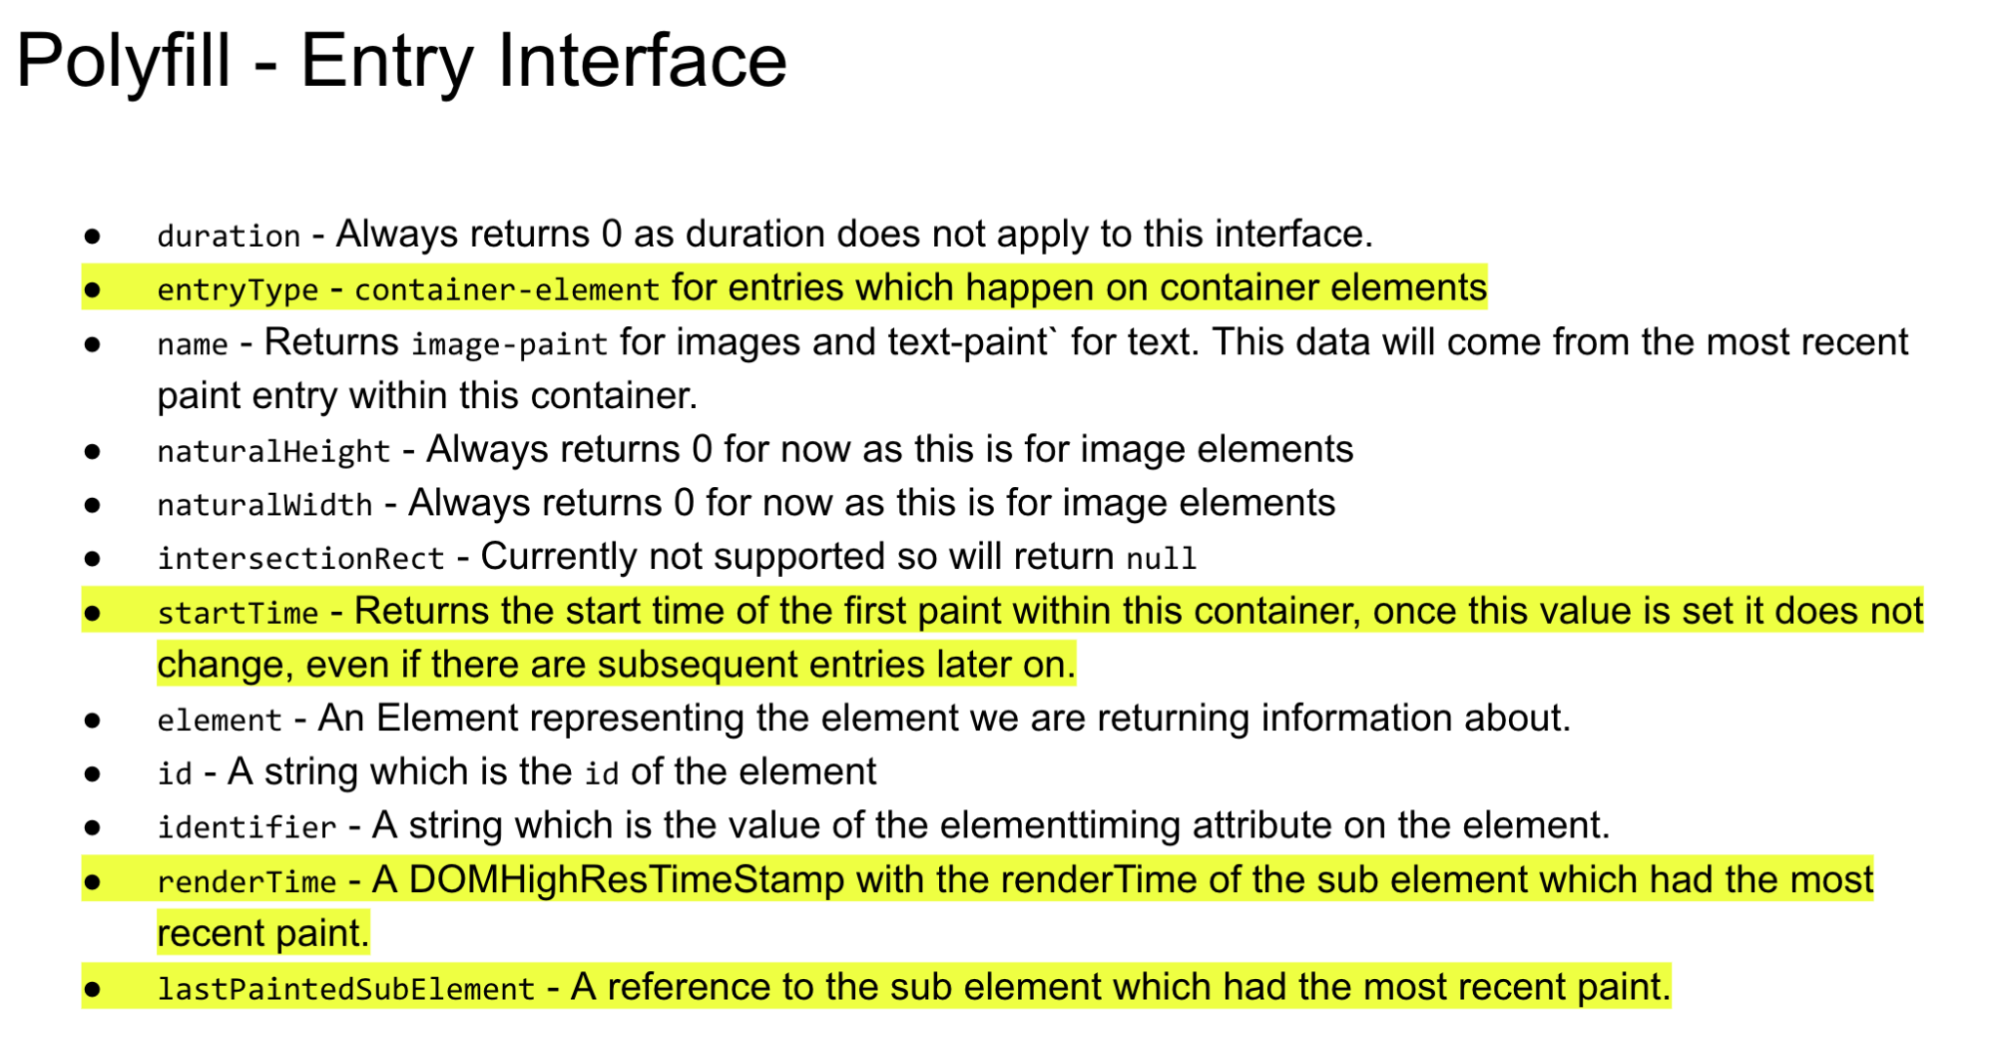 Polyfill - Entry Interface
● duration - Always returns 0 as duration does not apply to this interface.
● entryType - container-element for entries which happen on container elements
● name - Returns image-paint for images and text-paint` for text. This data will come from the most recent
paint entry within this container.
● naturalHeight - Always returns 0 for now as this is for image elements
● naturalWidth - Always returns 0 for now as this is for image elements
● intersectionRect - Currently not supported so will return null
● startTime - Returns the start time of the first paint within this container, once this value is set it does not
change, even if there are subsequent entries later on.
● element - An Element representing the element we are returning information about.
● id - A string which is the id of the element
● identifier - A string which is the value of the elementtiming attribute on the element.
● renderTime - A DOMHighResTimeStamp with the renderTime of the sub element which had the most
recent paint.
● lastPaintedSubElement - A reference to the sub element which had the most recent paint.